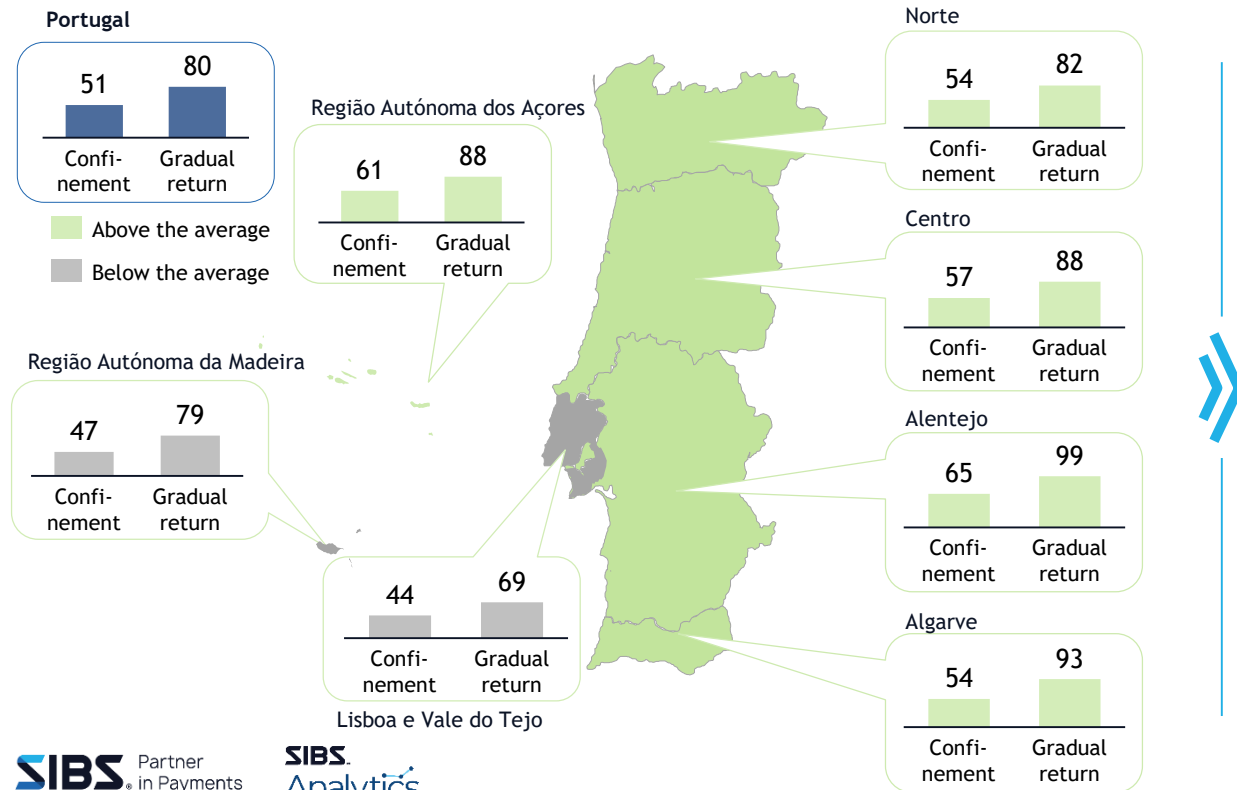 Portugal
51
80
Confi-
nement
Gradual
return
Above the average
Below the average
Região Autónoma dos Açores
61
88
Confi-
nement
Gradual
return
Região Autónoma da Madeira
47
79
Confi-
nement
Gradual
return
44
69
Confi-
nement
Gradual
return
Lisboa e Vale do Tejo
Norte
54
82
Confi-
nement
Gradual
return
Centro
57
88
Confi-
nement
Gradual
return
Alentejo
65
99
Confi-
nement
Gradual
return
Algarve
54
93
Confi-
nement
Gradual
return
SIBS® Partner
in Payments
SIBS™
Analytics